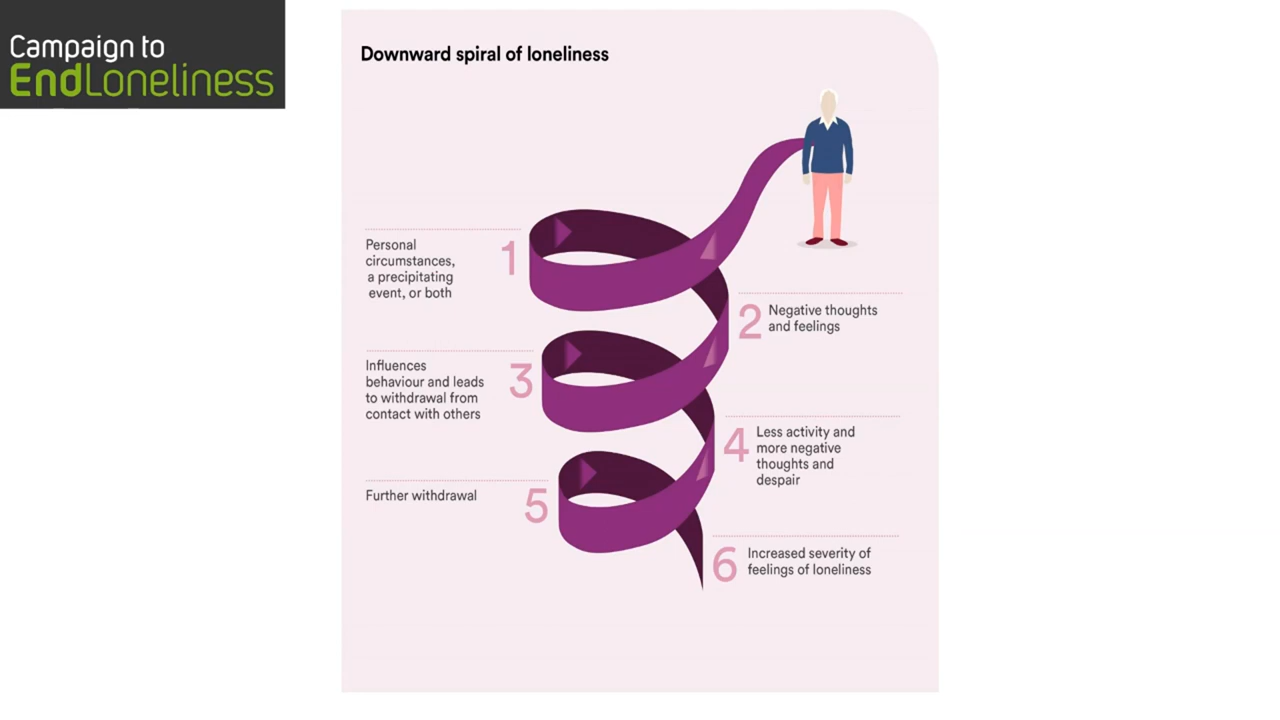 Campaign to
EndLoneliness
Downward spiral of loneliness
1
Personal
circumstances,
a precipitating
event, or both
2
Negative thoughts
and feelings
3
Influences
behaviour and leads
to withdrawal from
contact with others
4
Less activity and
more negative
thoughts and
despair
5
Further withdrawal
6
Increased severity of
feelings of loneliness